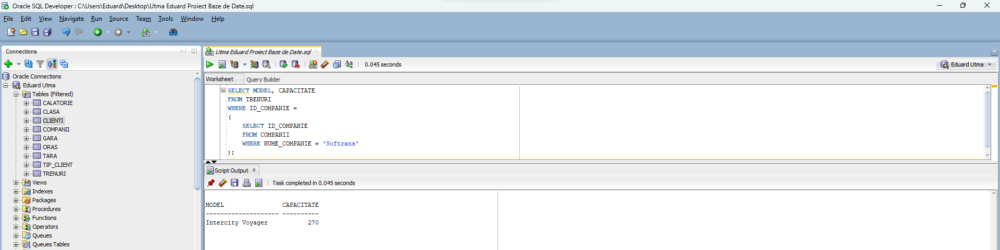 Oracle SQL Developer : C:\Users\Eduard\Desktop\Utma Eduard Proiect Baze de Date.sql
File Edit View Navigate Run Source Team Tools Window Help
Connections
Oracle Connections
Eduard Utma
Tables (Filtered)
CALATORIE
CLASA
CLIENTI
COMPANII
GARA
ORAS
TARA
TIP_CLIENT
TRENURI
Views
Indexes
Packages
Procedures
Functions
Operators
Queues
Queues Tables
Utma Eduard Proiect Baze de Date.sql
0.045 seconds
Eduard Utma
Worksheet Query Builder
SELECT MODEL, CAPACITATE
FROM TRENURI
WHERE ID_COMPANIE =
(
SELECT ID_COMPANIE
FROM COMPANII
WHERE NUME_COMPANIE = 'Softrans'
);
Script Output
Task completed in 0.045 seconds
MODEL CAPACITATE
-------------------- ----------
Intercity Voyager 270